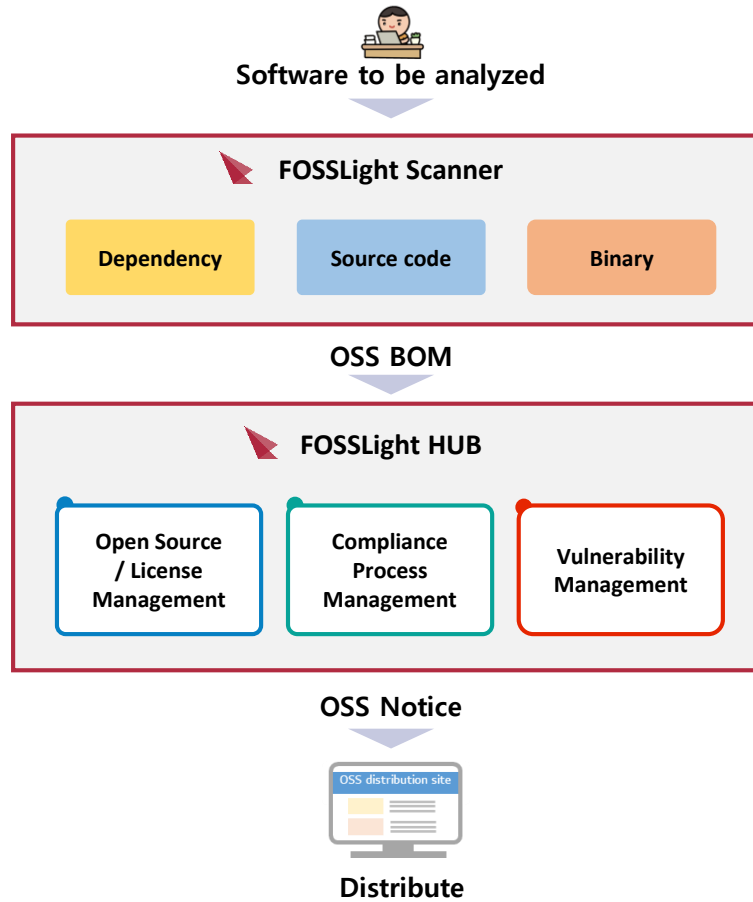 Software to be analyzed
FOSSLight Scanner
Dependency
Source code
Binary
OSS BOM
FOSSLight HUB
Open Source
/ License
Management
Compliance
Process
Management
Vulnerability
Management
OSS Notice
OSS distribution site
Distribute